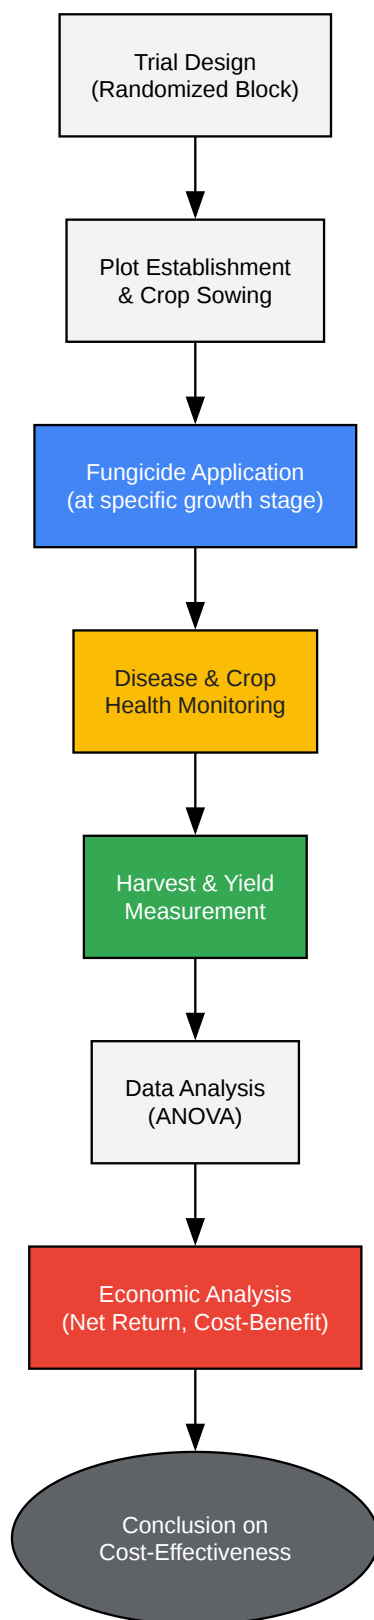 Trial Design
(Randomized Block)
Plot Establishment
& Crop Sowing
Fungicide Application
(at specific growth stage)
Disease & Crop
Health Monitoring
Harvest & Yield
Measurement
Data Analysis
(ANOVA)
Economic Analysis
(Net Return, Cost-Benefit)
Conclusion on
Cost-Effectiveness